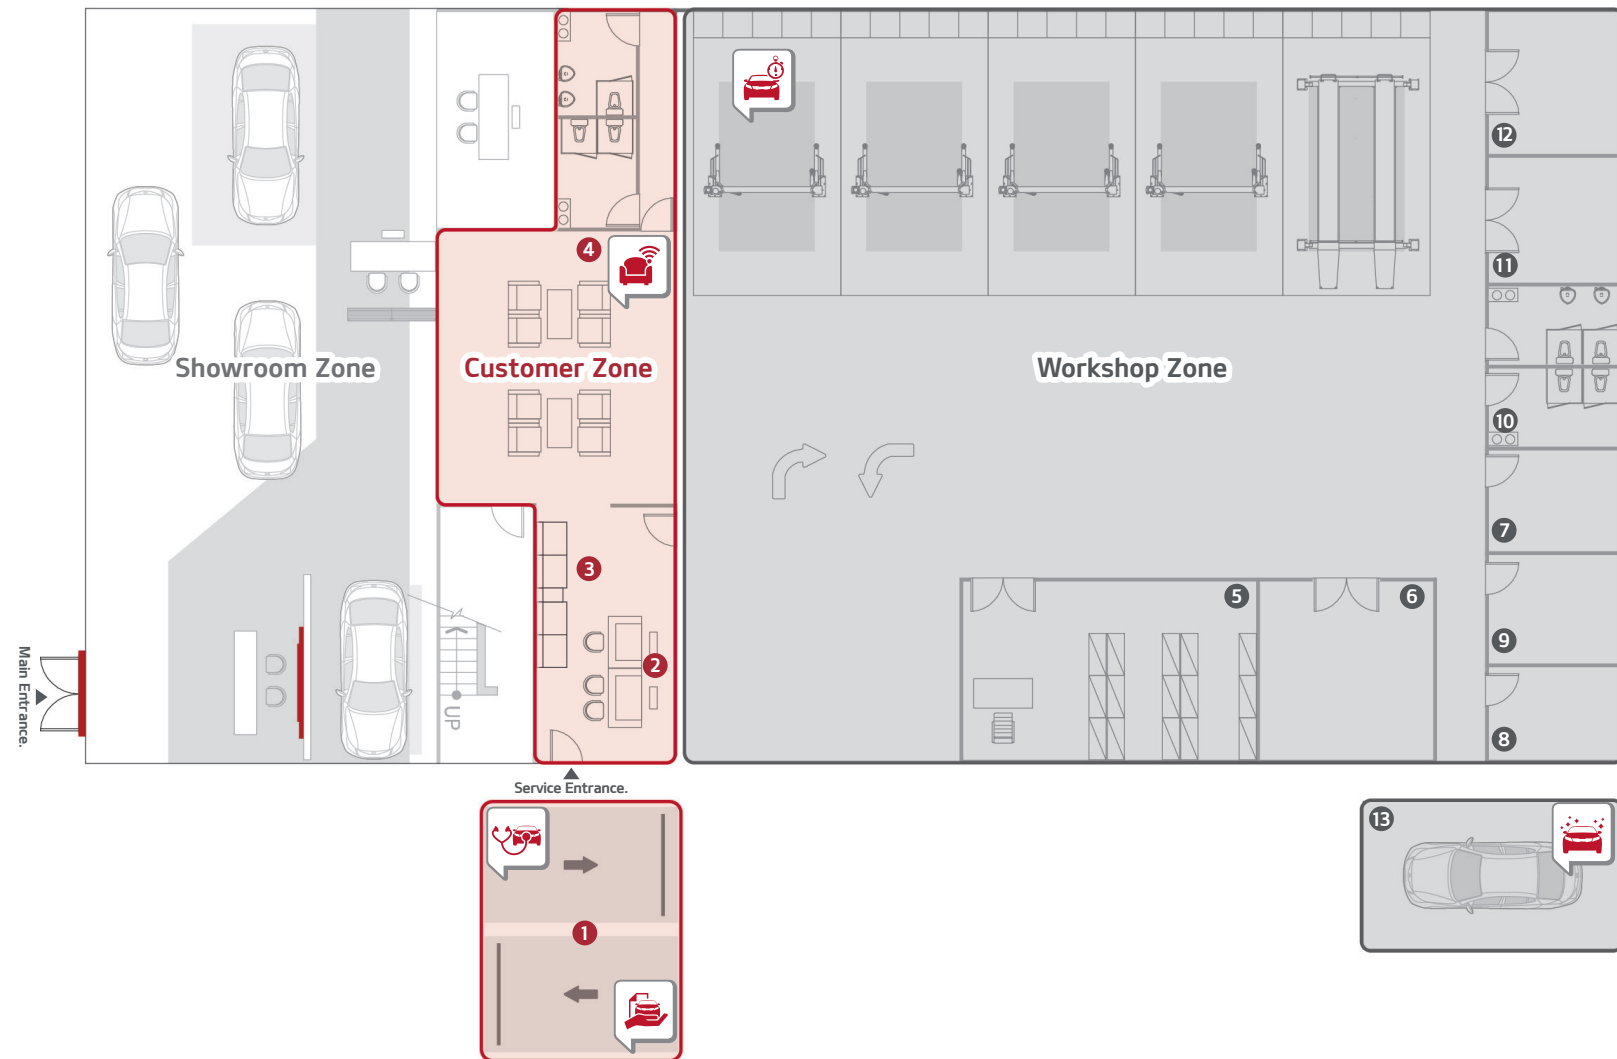 12
4
11
Showroom Zone
Customer Zone
Workshop Zone
10
7
3
5
6
9
2
Main Entrance.
UP
8
Service Entrance.
13
1